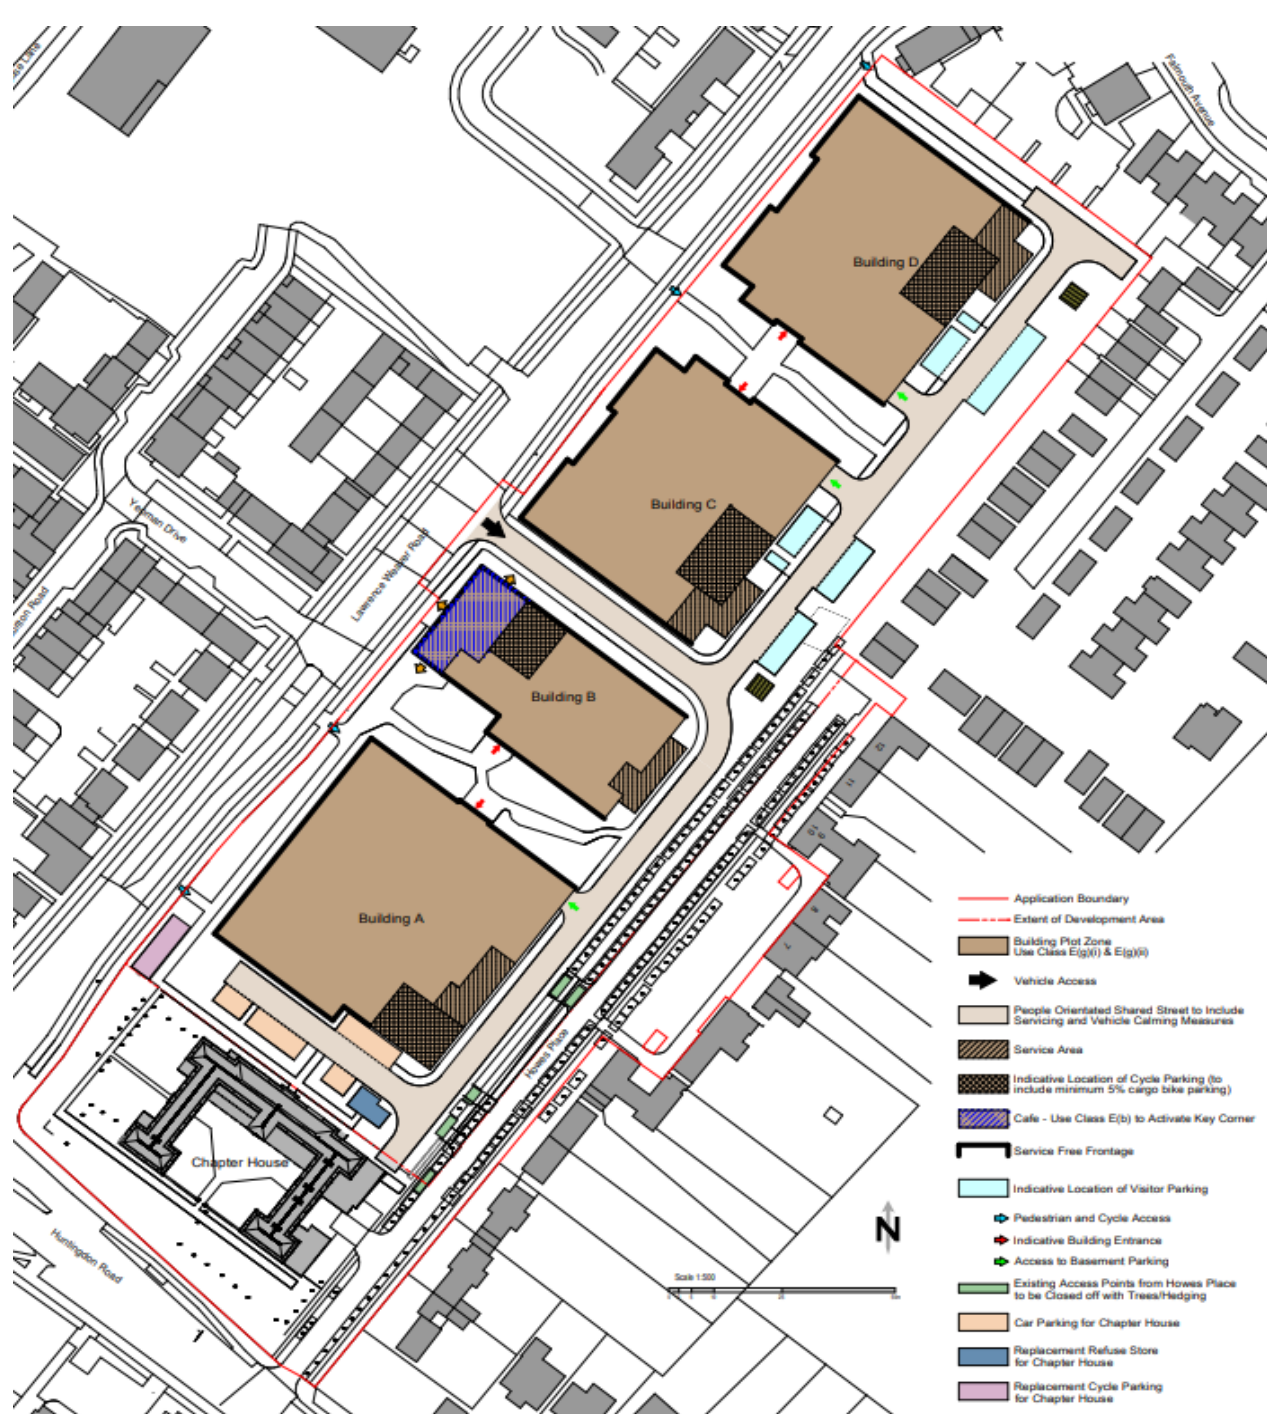 Falmouth Avenue
Building D
Building C
Yeoman Drive
Lawrence Weaver Road
Building B
Building A
Howes Place
Chapter House
Huntingdon Road
12
11
10
9
8
7
N
Scale 1:500
Application Boundary
Extent of Development Area
Building Plot Zone
Use Class E(g)(i) & E(g)(ii)
Vehicle Access
People Orientated Shared Street to Include
Servicing and Vehicle Calming Measures
Service Area
Indicative Location of Cycle Parking (to
include minimum 5% cargo bike parking)
Cafe - Use Class E(b) to Activate Key Corner
Service Free Frontage
Indicative Location of Visitor Parking
Pedestrian and Cycle Access
Indicative Building Entrance
Access to Basement Parking
Existing Access Points from Howes Place
to be Closed off with Trees/Hedging
Car Parking for Chapter House
Replacement Refuse Store
for Chapter House
Replacement Cycle Parking
for Chapter House